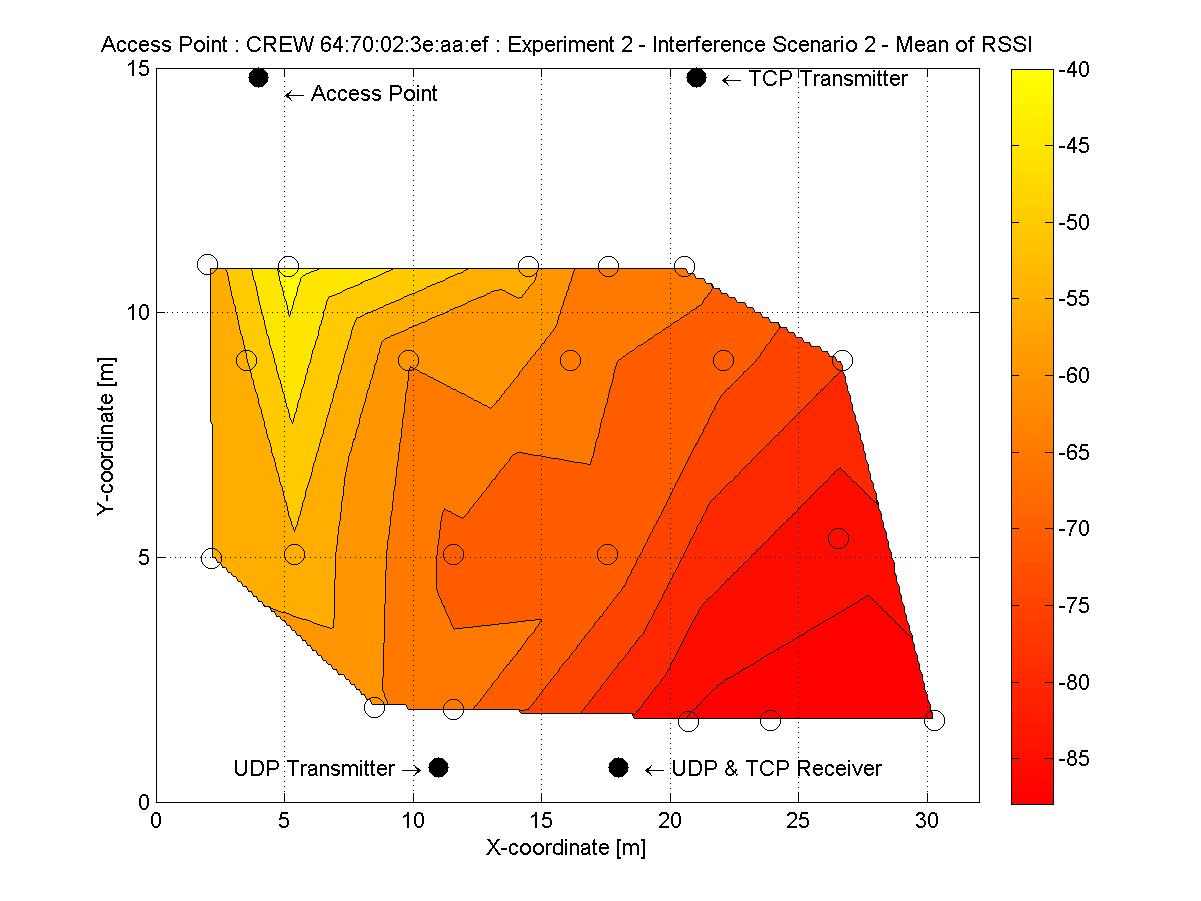 Access Point : CREW 64:70:02:3e:aa:ef : Experiment 2 - Interference Scenario 2 - Mean of RSSI
← Access Point
← TCP Transmitter
UDP Transmitter →
← UDP & TCP Receiver
Y-coordinate [m]
15
10
5
0
0 5 10 15 20 25 30
X-coordinate [m]
-40
-45
-50
-55
-60
-65
-70
-75
-80
-85